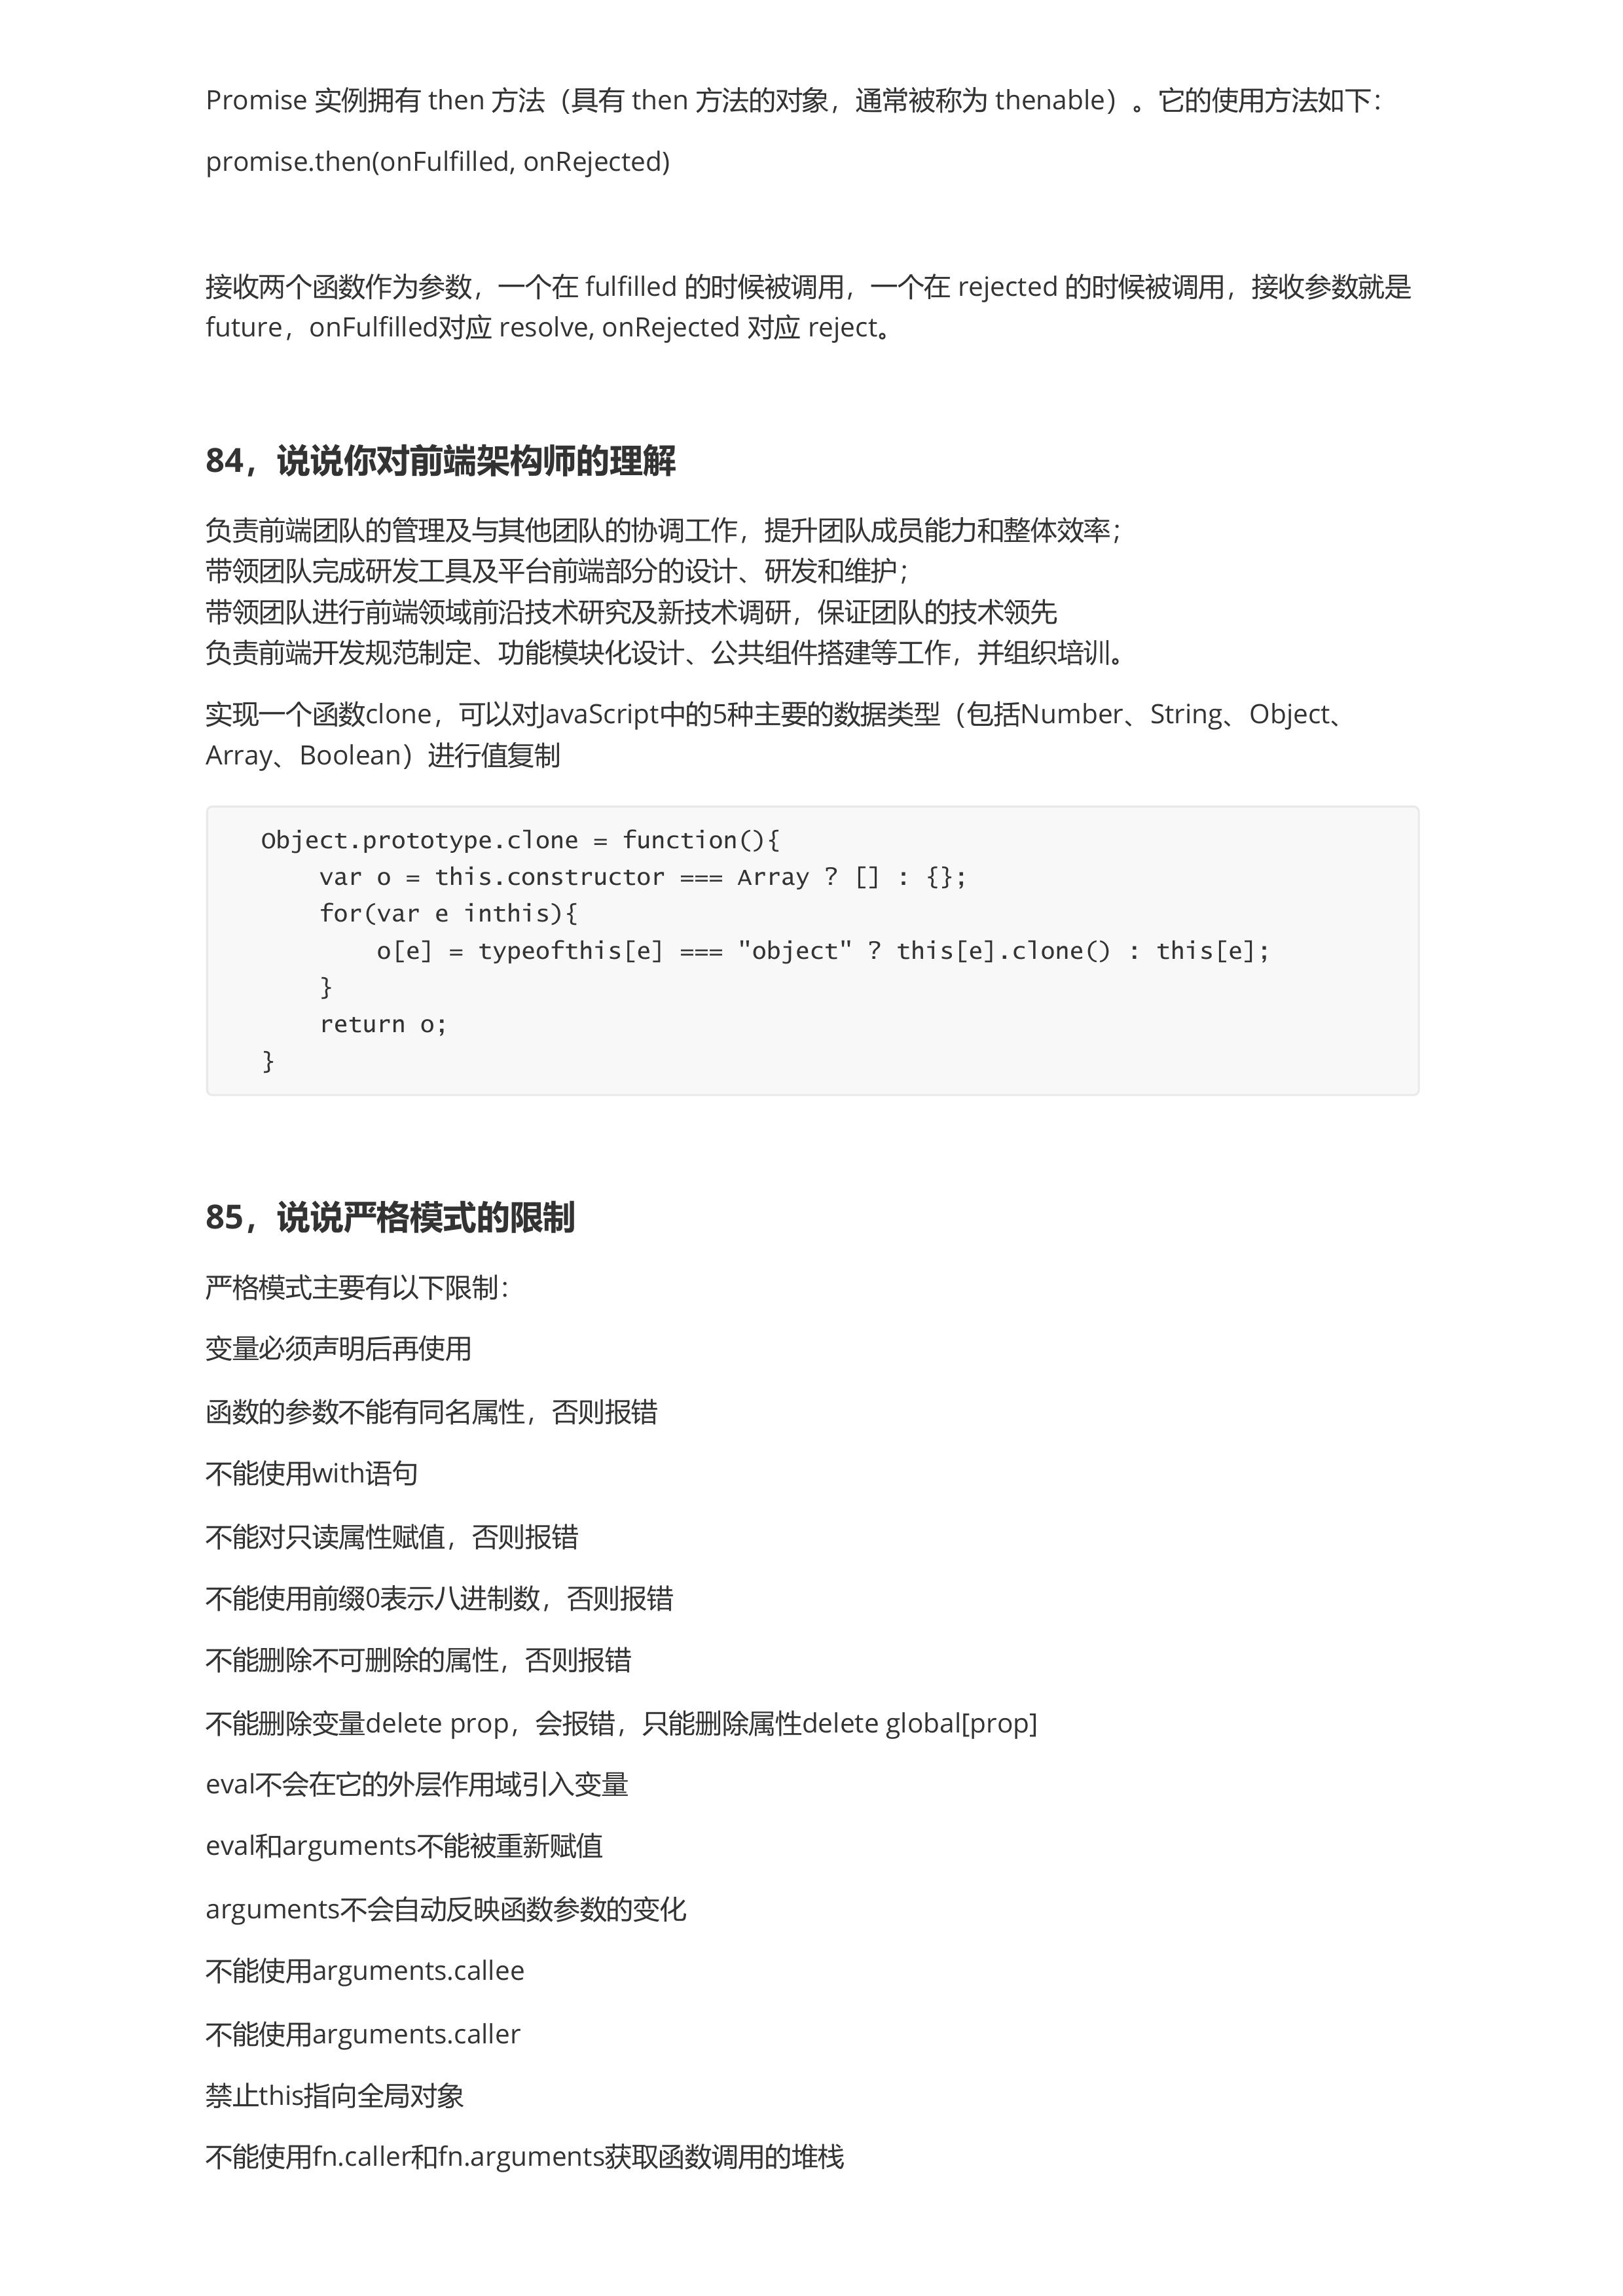 Promise 实例拥有 then 方法（具有 then 方法的对象，通常被称为 thenable）。它的使用方法如下：
promise.then(onFulfilled, onRejected)
接收两个函数作为参数，一个在 fulfilled 的时候被调用，一个在 rejected 的时候被调用，接收参数就是
future，onFulfilled对应 resolve, onRejected 对应 reject。
84，说说你对前端架构师的理解
负责前端团队的管理及与其他团队的协调工作，提升团队成员能力和整体效率；
带领团队完成研发工具及平台前端部分的设计、研发和维护；
带领团队进行前端领域前沿技术研究及新技术调研，保证团队的技术领先
负责前端开发规范制定、功能模块化设计、公共组件搭建等工作，并组织培训。
实现一个函数clone，可以对JavaScript中的5种主要的数据类型（包括Number、String、Object、
Array、Boolean）进行值复制
Object.prototype.clone = function(){
    var o = this.constructor === Array ? [] : {};
    for(var e inthis){
        o[e] = typeofthis[e] === "object" ? this[e].clone() : this[e];
    }
    return o;
}
85，说说严格模式的限制
严格模式主要有以下限制：
变量必须声明后再使用
函数的参数不能有同名属性，否则报错
不能使用with语句
不能对只读属性赋值，否则报错
不能使用前缀0表示八进制数，否则报错
不能删除不可删除的属性，否则报错
不能删除变量delete prop，会报错，只能删除属性delete global[prop]
eval不会在它的外层作用域引入变量
eval和arguments不能被重新赋值
arguments不会自动反映函数参数的变化
不能使用arguments.callee
不能使用arguments.caller
禁止this指向全局对象
不能使用fn.caller和fn.arguments获取函数调用的堆栈